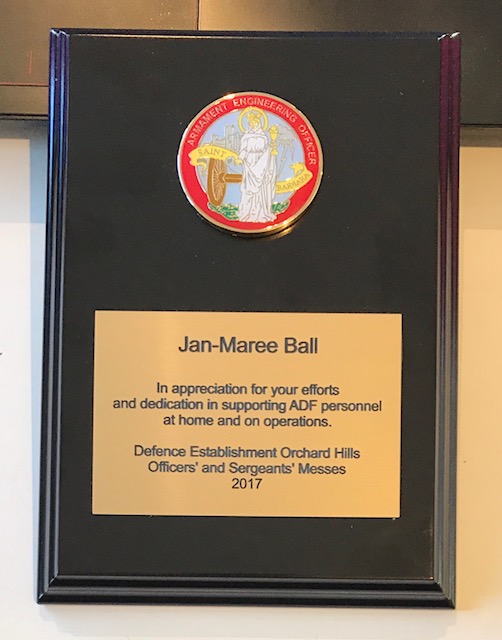 ARMAMENT ENGINEERING OFFICER
SAINT
BARBARA
Jan-Maree Ball
In appreciation for your efforts
and dedication in supporting ADF personnel
at home and on operations.
Defence Establishment Orchard Hills
Officers' and Sergeants' Messes
2017